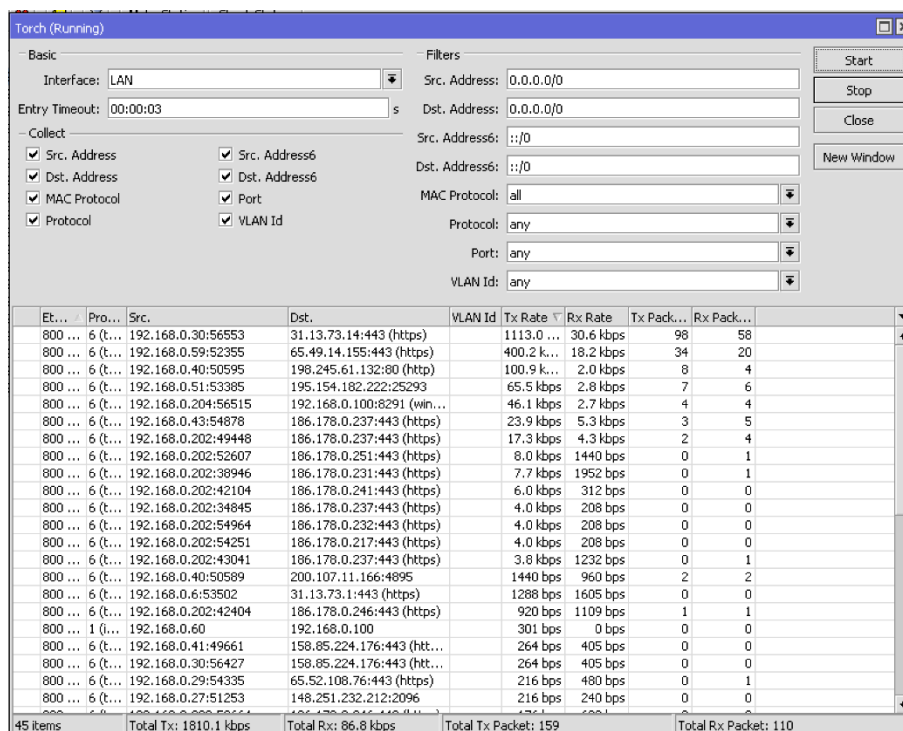 Torch (Running)
Basic
Interface: LAN
Entry Timeout: 00:00:03 s
Collect
Src. Address Src. Address6
Dst. Address Dst. Address6
MAC Protocol Port
Protocol VLAN Id
Filters
Src. Address: 0.0.0.0/0
Dst. Address: 0.0.0.0/0
Src. Address6: ::/0
Dst. Address6: ::/0
MAC Protocol: all
Protocol: any
Port: any
VLAN Id: any
Start
Stop
Close
New Window
Et... Pro... Src. Dst. VLAN Id Tx Rate Rx Rate Tx Pack... Rx Pack...
800 ... 6 (t... 192.168.0.30:56553 31.13.73.14:443 (https) 1113.0 ... 30.6 kbps 98 58
800 ... 6 (t... 192.168.0.59:52355 65.49.14.155:443 (https) 400.2 k... 18.2 kbps 34 20
800 ... 6 (t... 192.168.0.40:50595 198.245.61.132:80 (http) 100.9 k... 2.0 kbps 8 4
800 ... 6 (t... 192.168.0.51:53385 195.154.182.222:25293 65.5 kbps 2.8 kbps 7 6
800 ... 6 (t... 192.168.0.204:56515 192.168.0.100:8291 (win... 46.1 kbps 2.7 kbps 4 4
800 ... 6 (t... 192.168.0.43:54878 186.178.0.237:443 (https) 23.9 kbps 5.3 kbps 3 5
800 ... 6 (t... 192.168.0.202:49448 186.178.0.237:443 (https) 17.3 kbps 4.3 kbps 2 4
800 ... 6 (t... 192.168.0.202:52607 186.178.0.251:443 (https) 8.0 kbps 1440 bps 0 1
800 ... 6 (t... 192.168.0.202:38946 186.178.0.231:443 (https) 7.7 kbps 1952 bps 0 1
800 ... 6 (t... 192.168.0.202:42104 186.178.0.241:443 (https) 6.0 kbps 312 bps 0 0
800 ... 6 (t... 192.168.0.202:34845 186.178.0.237:443 (https) 4.0 kbps 208 bps 0 0
800 ... 6 (t... 192.168.0.202:54964 186.178.0.232:443 (https) 4.0 kbps 208 bps 0 0
800 ... 6 (t... 192.168.0.202:54251 186.178.0.217:443 (https) 4.0 kbps 208 bps 0 0
800 ... 6 (t... 192.168.0.202:43041 186.178.0.237:443 (https) 3.8 kbps 1232 bps 0 1
800 ... 6 (t... 192.168.0.40:50589 200.107.11.166:4895 1440 bps 960 bps 2 2
800 ... 6 (t... 192.168.0.6:53502 31.13.73.1:443 (https) 1288 bps 1605 bps 0 0
800 ... 6 (t... 192.168.0.202:42404 186.178.0.246:443 (https) 920 bps 1109 bps 1 1
800 ... 1 (i... 192.168.0.60 192.168.0.100 301 bps 0 bps 0 0
800 ... 6 (t... 192.168.0.41:49661 158.85.224.176:443 (htt... 264 bps 405 bps 0 0
800 ... 6 (t... 192.168.0.30:56427 158.85.224.176:443 (htt... 264 bps 405 bps 0 0
800 ... 6 (t... 192.168.0.29:54335 65.52.108.76:443 (https) 216 bps 480 bps 0 1
800 ... 6 (t... 192.168.0.27:51253 148.251.232.212:2096 216 bps 240 bps 0 0
45 items Total Tx: 1810.1 kbps Total Rx: 86.8 kbps Total Tx Packet: 159 Total Rx Packet: 110